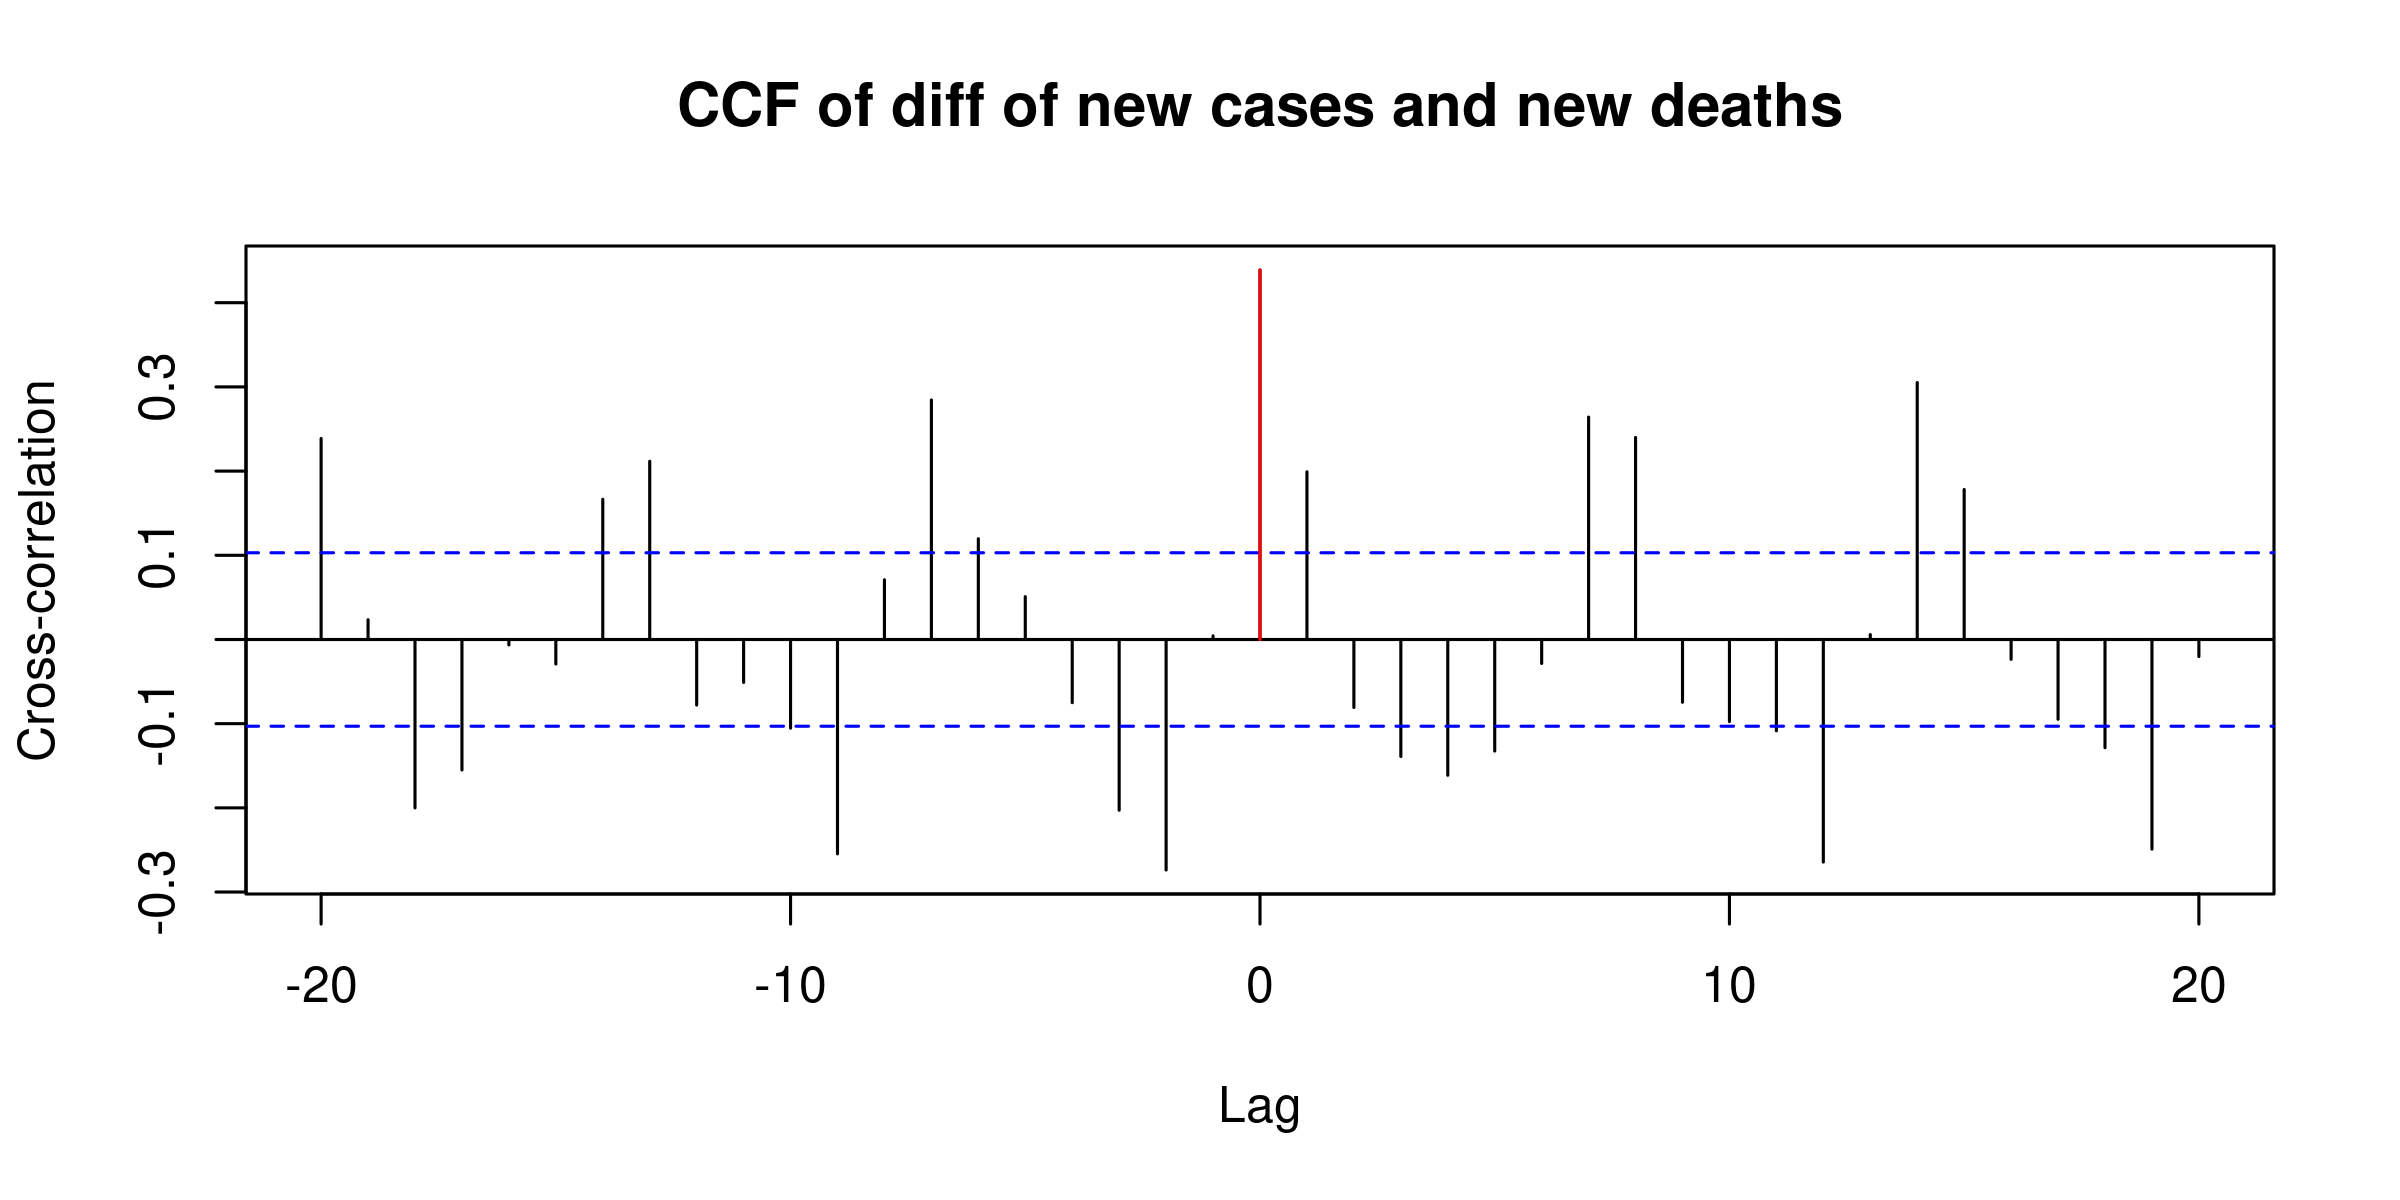 CCF of diff of new cases and new deaths
Cross-correlation
0.3
0.1
-0.1
-0.3
-20 -10 0 10 20
Lag